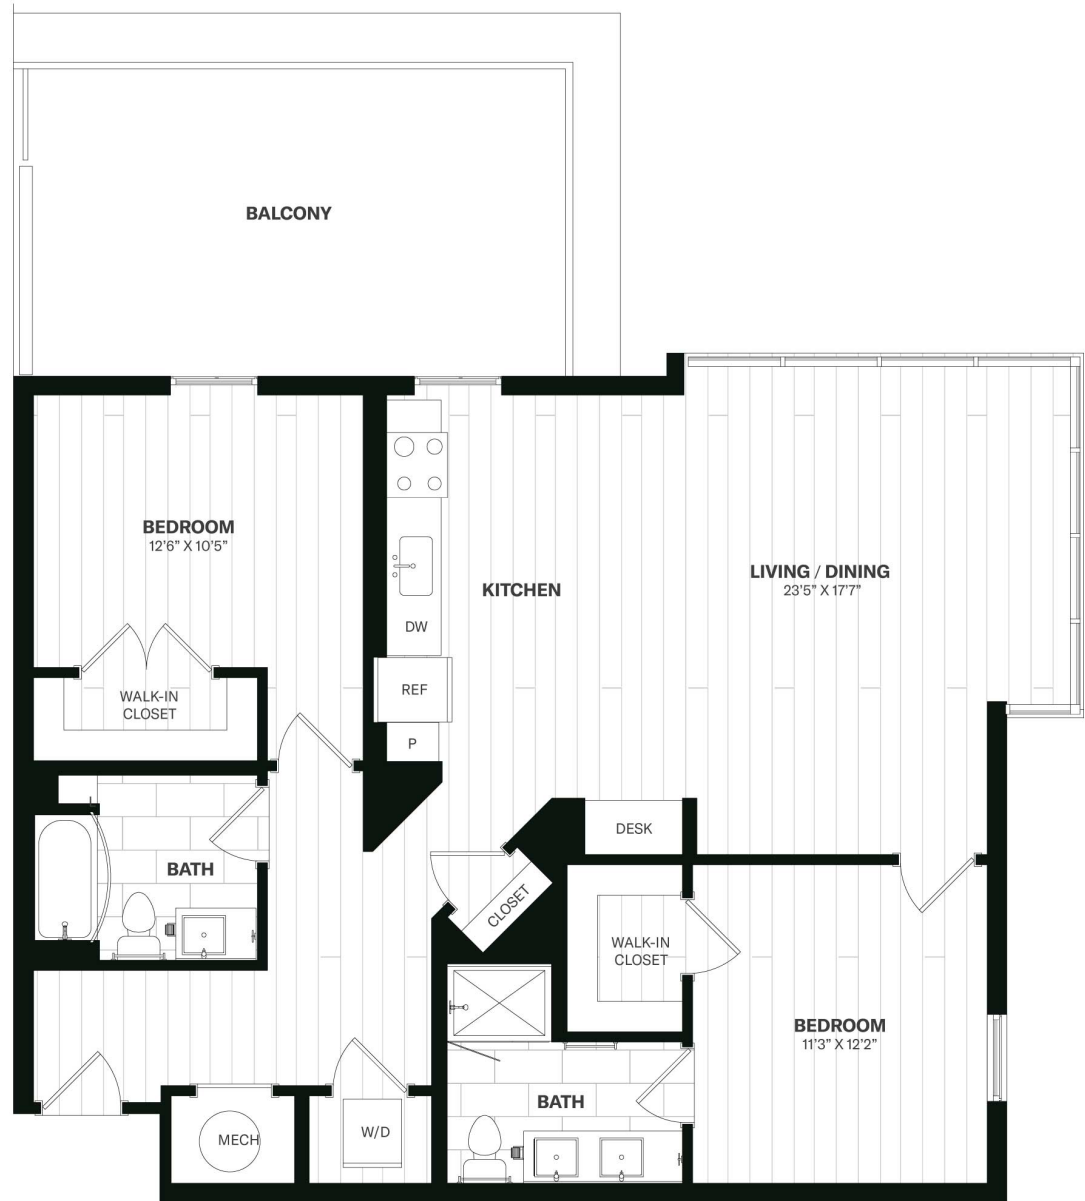 BALCONY
BEDROOM
12'6" X 10'5"
KITCHEN
LIVING / DINING
23'5" X 17'7"
DW
REF
P
WALK-IN
CLOSET
DESK
BATH
CLOSET
WALK-IN
CLOSET
BEDROOM
11'3" X 12'2"
BATH
MECH
W/D